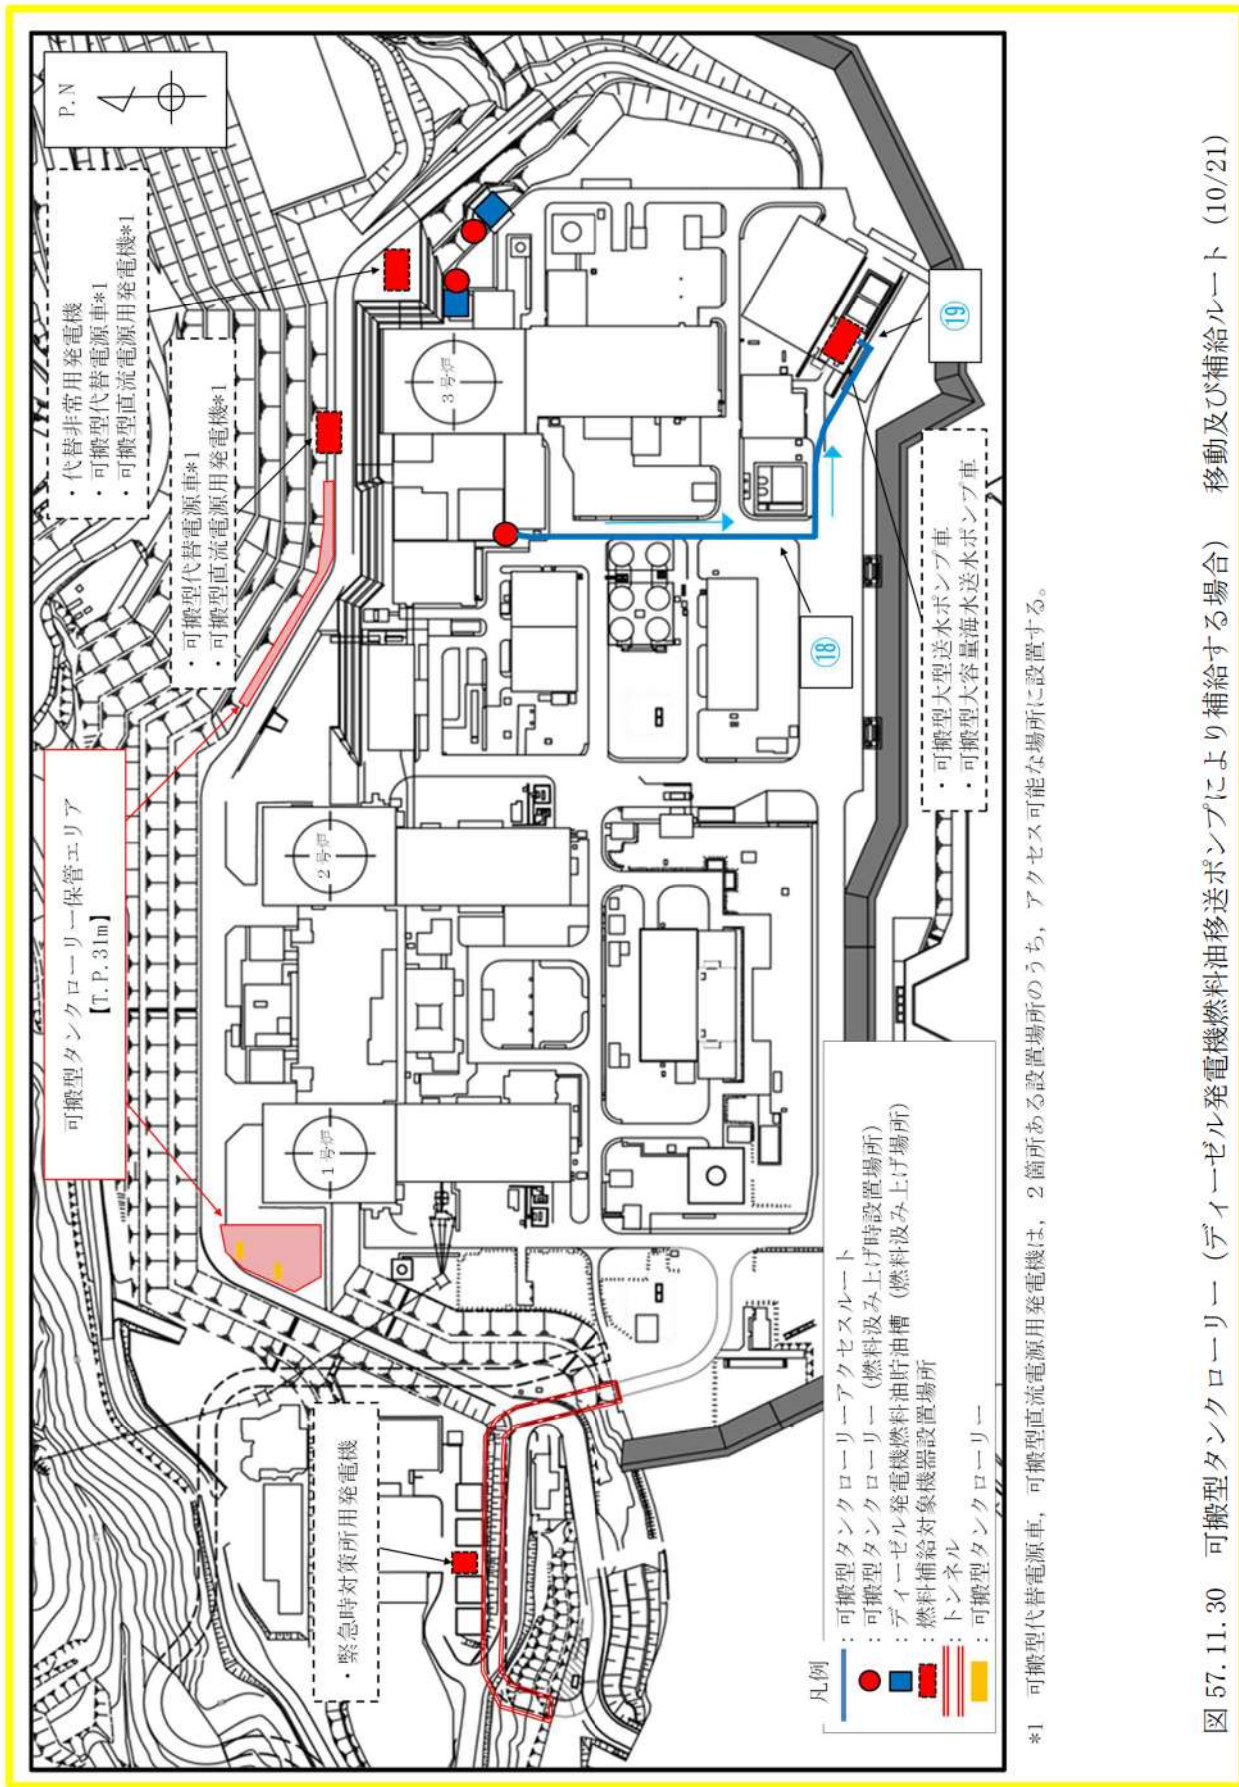 P.N
・代替非常用発電機
・可搬型代替電源車*1
・可搬型直流電源用発電機*1
・可搬型代替電源車*1
・可搬型直流電源用発電機*1
可搬型タンクローリー保管エリア
【T.P.31m】
・緊急時対策所用発電機
1号炉
2号炉
3号炉
⑱
⑲
・可搬型大型送水ポンプ車
・可搬型大容量海水送水ポンプ車
凡例
：可搬型タンクローリーアクセスルート
：可搬型タンクローリー（燃料汲み上げ時設置場所）
：ディーゼル発電機燃料油貯油槽（燃料汲み上げ場所）
：燃料補給対象機器設置場所
：トンネル
：可搬型タンクローリー
*1 可搬型代替電源車，可搬型直流電源用発電機は，2箇所ある設置場所のうち，アクセス可能な場所に設置する。
図 57.11.30 可搬型タンクローリー（ディーゼル発電機燃料油移送ポンプにより補給する場合） 移動及び補給ルート（10/21）